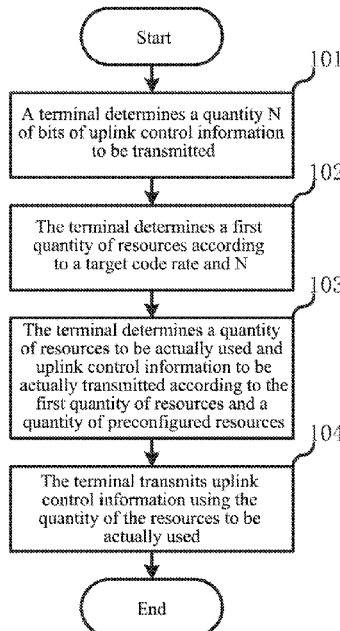 Start
101
A terminal determines a quantity N
of bits of uplink control information
to be transmitted
102
The terminal determines a first
quantity of resources according
to a target code rate and N
103
The terminal determines a quantity
of resources to be actually used and
uplink control information to be
actually transmitted according to the
first quantity of resources and a
quantity of preconfigured resources
104
The terminal transmits uplink
control information using the
quantity of the resources to be
actually used
End